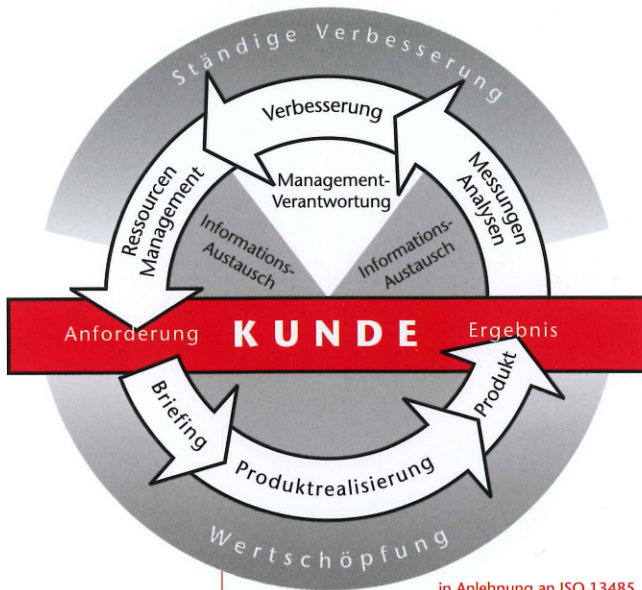 Ständige Verbesserung
Verbesserung
Ressourcen
Management
Management-
Verantwortung
Messungen
Analysen
Informations-
Austausch
Informations-
Austausch
Anforderung
KUNDE
Ergebnis
Briefing
Produktrealisierung
Produkt
Wertschöpfung
in Anlehnung an ISO 13485